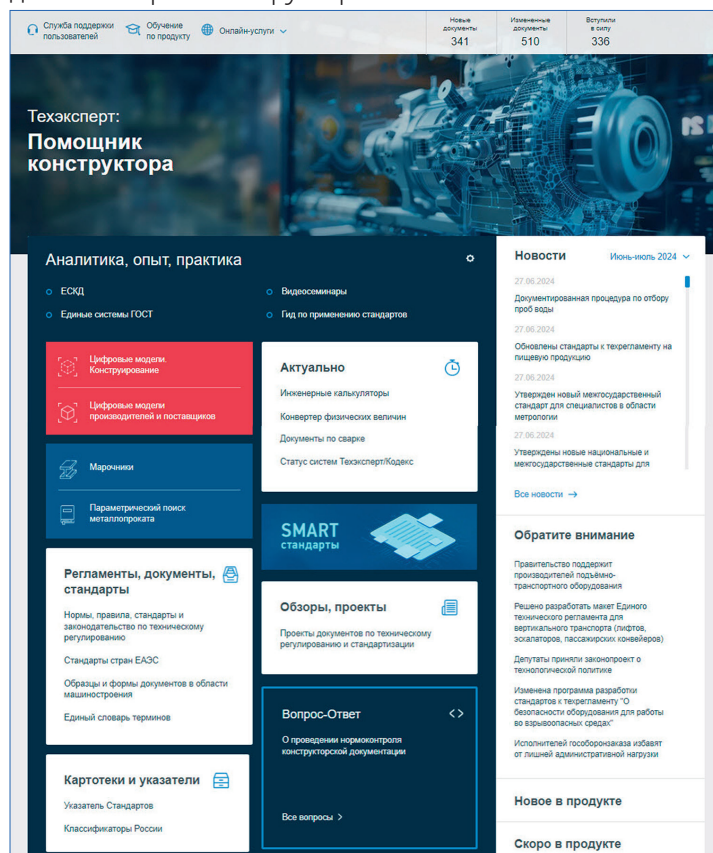 Служба поддержки
пользователей
Обучение
по продукту
Онлайн-услуги
Новые
документы
341
Измененные
документы
510
Вступили
в силу
336
Техэксперт:
Помощник
конструктора
Аналитика, опыт, практика
ЕСКД
Единые системы ГОСТ
Видеосеминары
Гид по применению стандартов
Цифровые модели.
Конструирование
Цифровые модели
производителей и поставщиков
Марочники
Параметрический поиск
металлопроката
Регламенты, документы,
стандарты
Нормы, правила, стандарты и
законодательство по техническому
регулированию
Стандарты стран ЕАЭС
Образцы и формы документов в области
машиностроения
Единый словарь терминов
Картотеки и указатели
Указатель Стандартов
Классификаторы России
Актуально
Инженерные калькуляторы
Конвертер физических величин
Документы по сварке
Статус систем Техэксперт/Кодекс
SMART
стандарты
Обзоры, проекты
Проекты документов по техническому
регулированию и стандартизации
Вопрос-Ответ
О проведении нормоконтроля
конструкторской документации
Все вопросы
Новости
Июнь-июль 2024
27.06.2024
Документированная процедура по отбору
проб воды
27.06.2024
Обновлены стандарты к техрегламенту на
пищевую продукцию
27.06.2024
Утвержден новый межгосударственный
стандарт для специалистов в области
метрологии
27.06.2024
Утверждены новые национальные и
межгосударственные стандарты для
Все новости
Обратите внимание
Правительство поддержит
производителей подъёмно-
транспортного оборудования
Решено разработать макет Единого
технического регламента для
вертикального транспорта (лифтов,
эскалаторов, пассажирских конвейеров)
Депутаты приняли законопроект о
технологической политике
Изменена программа разработки
стандартов к техрегламенту "О
безопасности оборудования для работы
во взрывоопасных средах"
Исполнителей гособоронзаказа избавят
от лишней административной нагрузки
Новое в продукте
Скоро в продукте